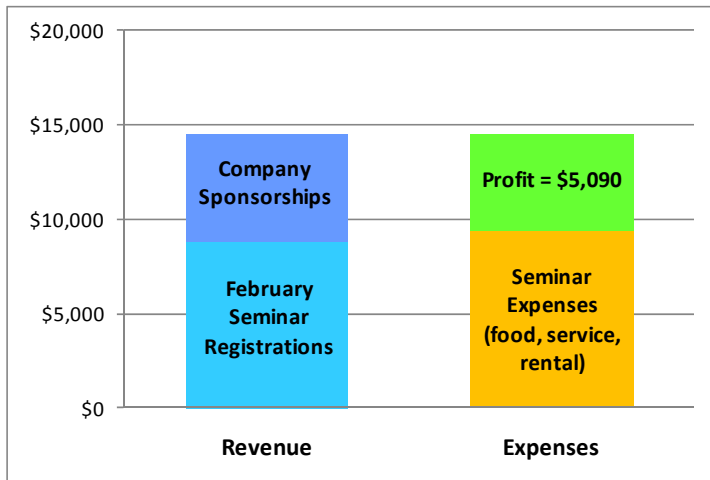 $20,000
$15,000
$10,000
$5,000
$0
Company
Sponsorships
February
Seminar
Registrations
Profit = $5,090
Seminar
Expenses
(food, service,
rental)
Revenue
Expenses